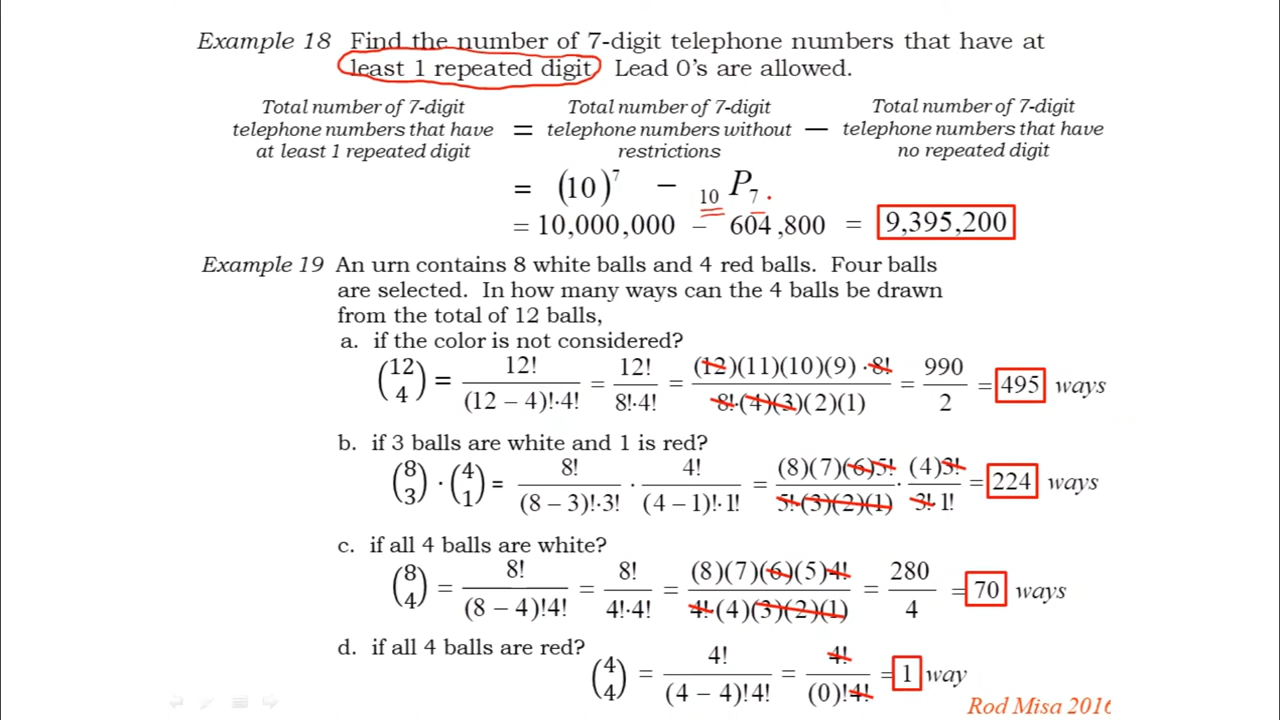 Example 18 Find the number of 7-digit telephone numbers that have at
least 1 repeated digit. Lead 0's are allowed.
Total number of 7-digit telephone numbers that have at least 1 repeated digit = Total number of 7-digit telephone numbers without restrictions − Total number of 7-digit telephone numbers that have no repeated digit
= (10)⁷ − ₁₀P₇
= 10,000,000 − 604,800 = 9,395,200
Example 19 An urn contains 8 white balls and 4 red balls. Four balls
are selected. In how many ways can the 4 balls be drawn
from the total of 12 balls,
a. if the color is not considered?
(12 4) = 12!/(12 − 4)!·4! = 12!/8!·4! = (12)(11)(10)(9)·8!/8!·(4)(3)(2)(1) = 990/2 = 495 ways
b. if 3 balls are white and 1 is red?
(8 3) · (4 1) = 8!/(8 − 3)!·3! · 4!/(4 − 1)!·1! = (8)(7)(6)5!/5!·(3)(2)(1) · (4)3!/3!·1! = 224 ways
c. if all 4 balls are white?
(8 4) = 8!/(8 − 4)!4! = 8!/4!·4! = (8)(7)(6)(5)4!/4!·(4)(3)(2)(1) = 280/4 = 70 ways
d. if all 4 balls are red?
(4 4) = 4!/(4 − 4)!4! = 4!/(0)!4! = 1 way
Rod Misa 2016